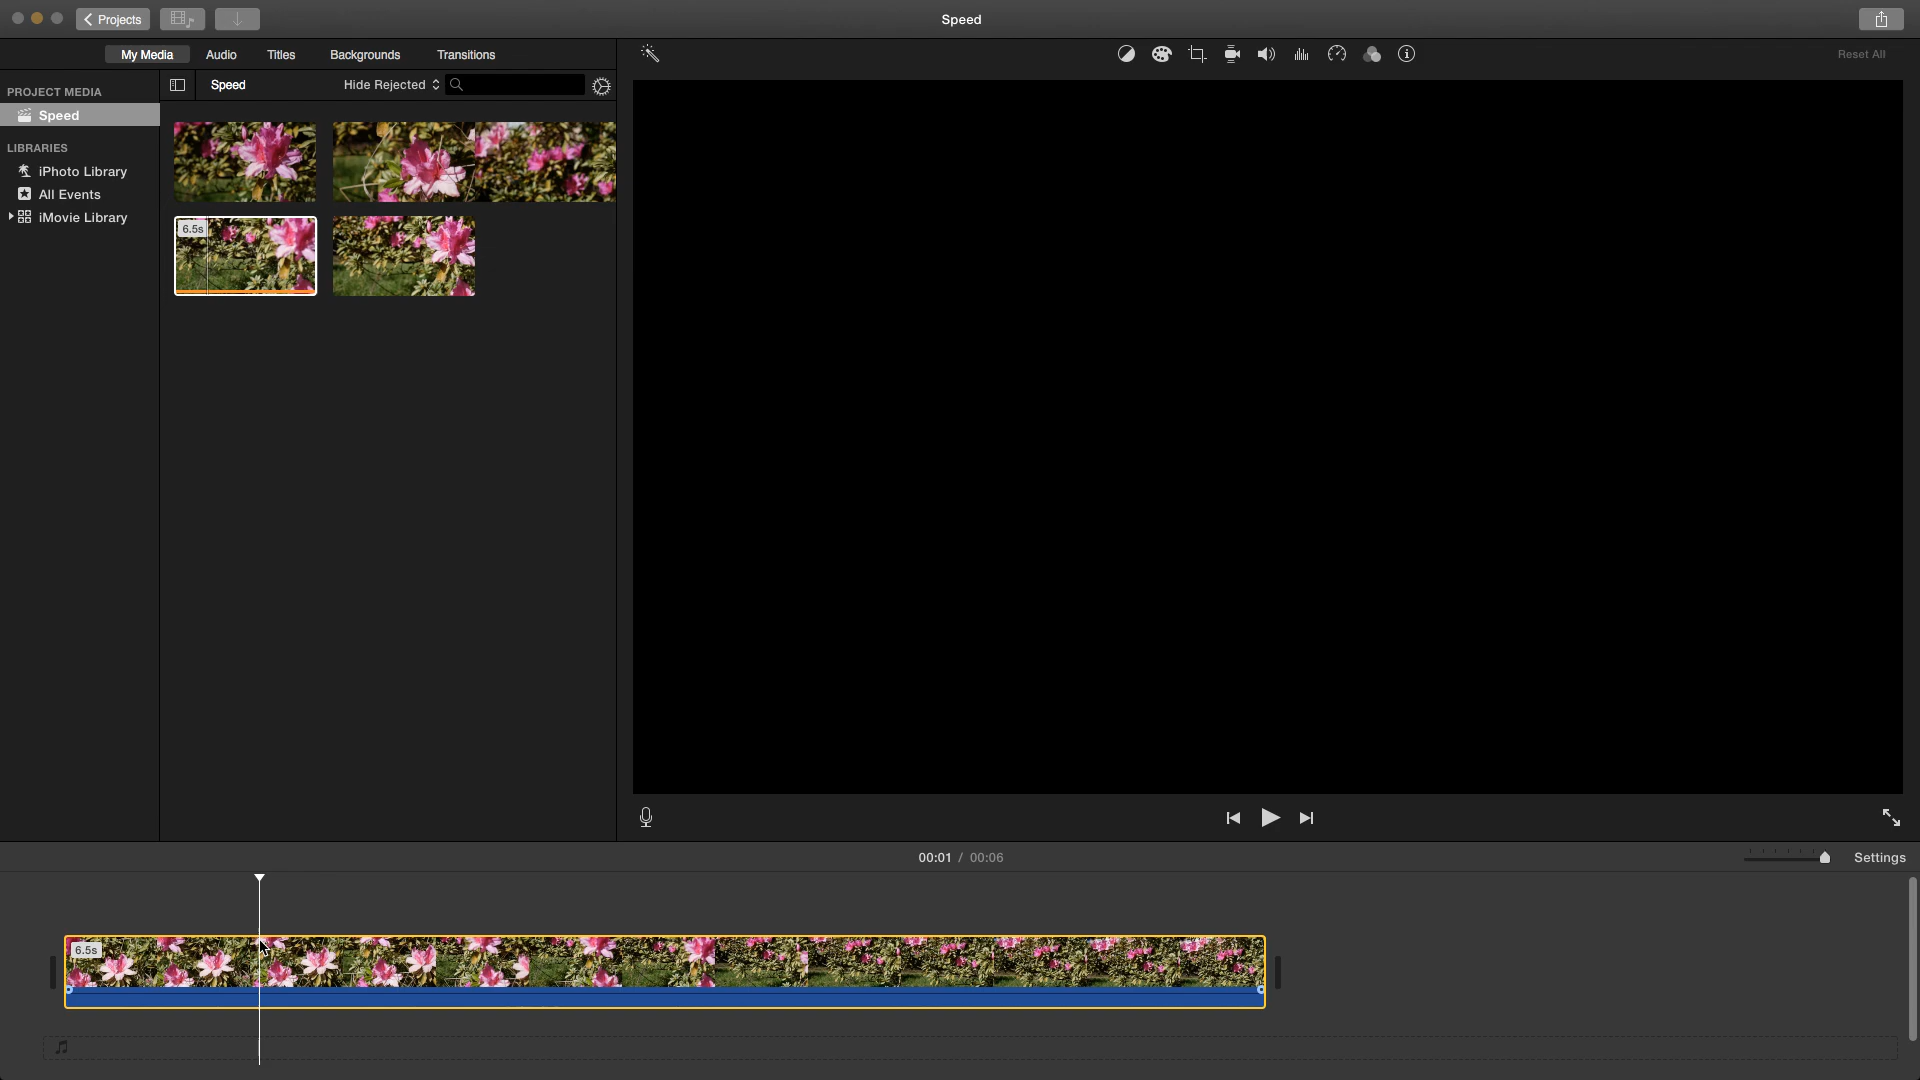 Projects
Speed
My Media Audio Titles Backgrounds Transitions
Reset All
PROJECT MEDIA
Speed
Hide Rejected
Speed
LIBRARIES
iPhoto Library
All Events
iMovie Library
6.5s
00:01 / 00:06
Settings
6.5s